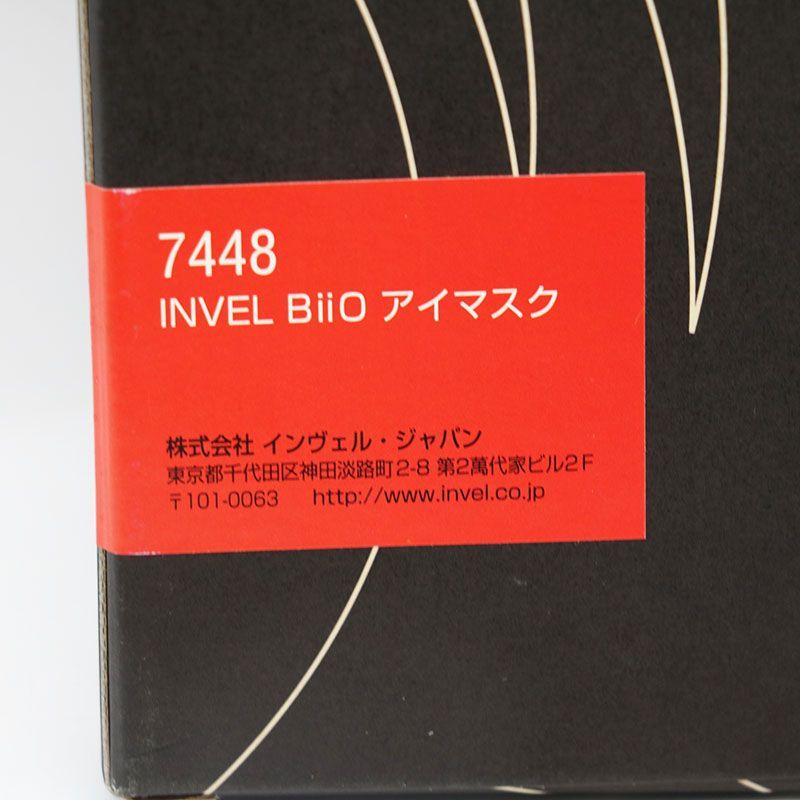 7448
INVEL BiiO アイマスク
株式会社 インヴェル・ジャパン
東京都千代田区神田淡路町2-8 第2萬代家ビル2F
〒101-0063 http://www.invel.co.jp